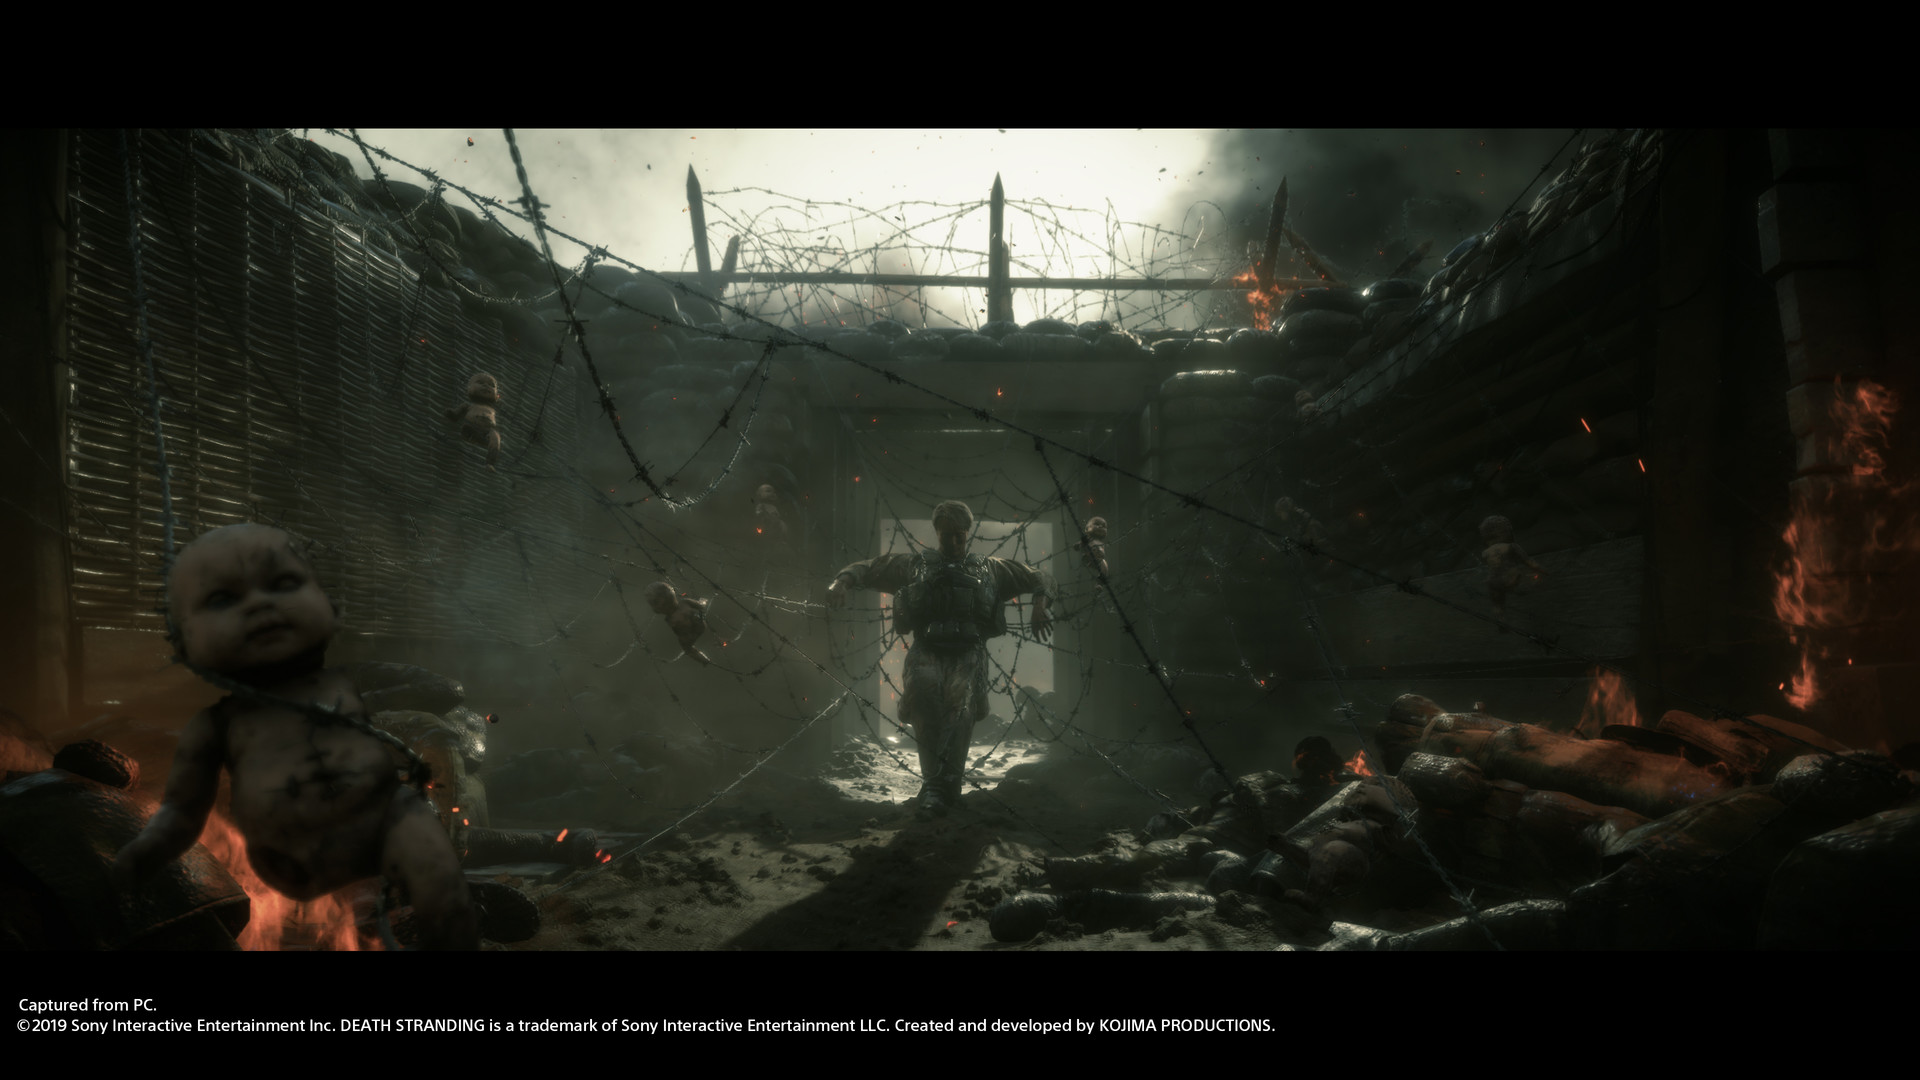 Captured from PC.
©2019 Sony Interactive Entertainment Inc. DEATH STRANDING is a trademark of Sony Interactive Entertainment LLC. Created and developed by KOJIMA PRODUCTIONS.